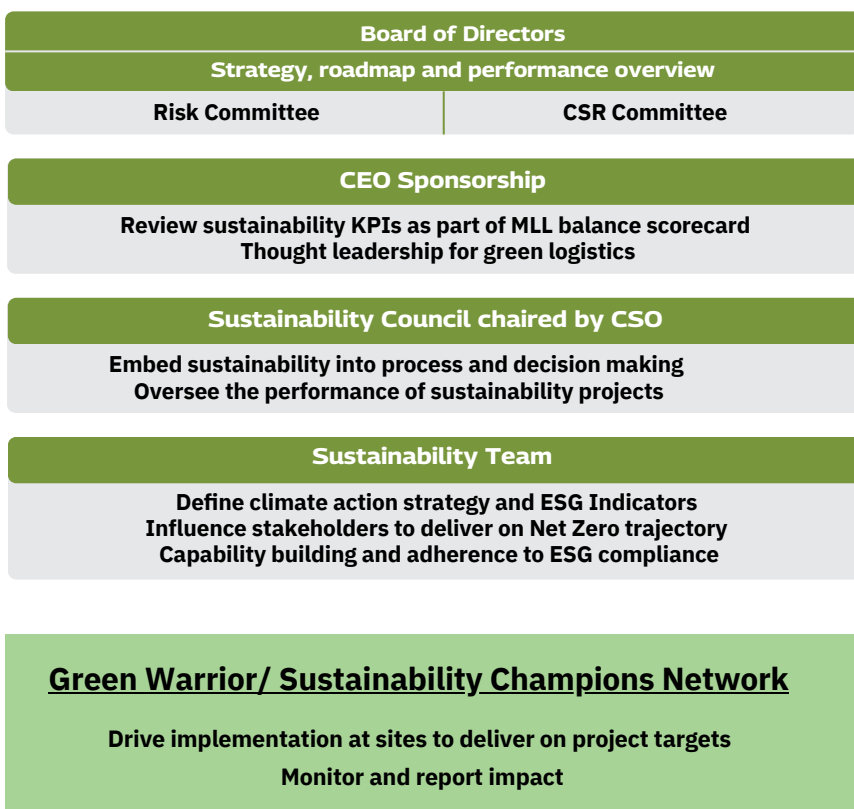 Board of Directors
Strategy, roadmap and performance overview
Risk Committee
CSR Committee
CEO Sponsorship
Review sustainability KPIs as part of MLL balance scorecard
Thought leadership for green logistics
Sustainability Council chaired by CSO
Embed sustainability into process and decision making
Oversee the performance of sustainability projects
Sustainability Team
Define climate action strategy and ESG Indicators
Influence stakeholders to deliver on Net Zero trajectory
Capability building and adherence to ESG compliance
Green Warrior/ Sustainability Champions Network
Drive implementation at sites to deliver on project targets
Monitor and report impact